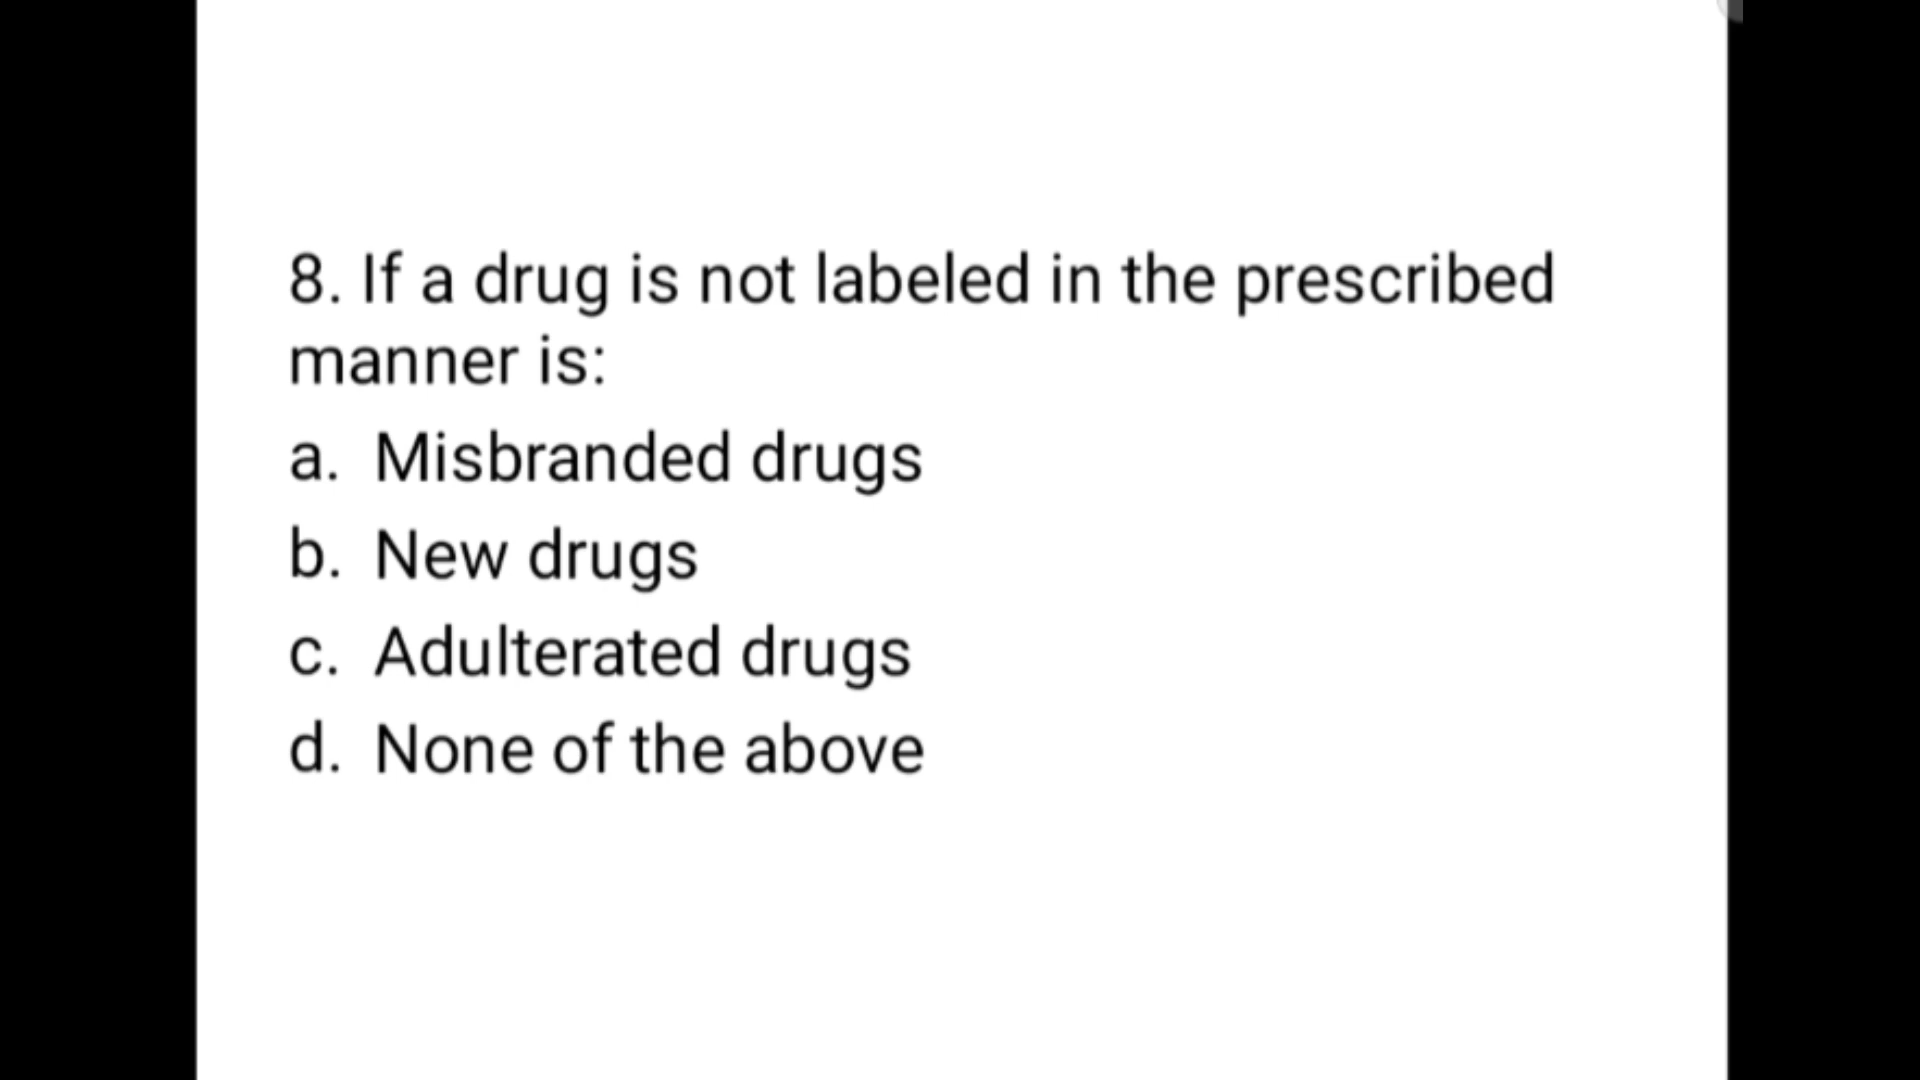 8. If a drug is not labeled in the prescribed
manner is:
a. Misbranded drugs
b. New drugs
c. Adulterated drugs
d. None of the above